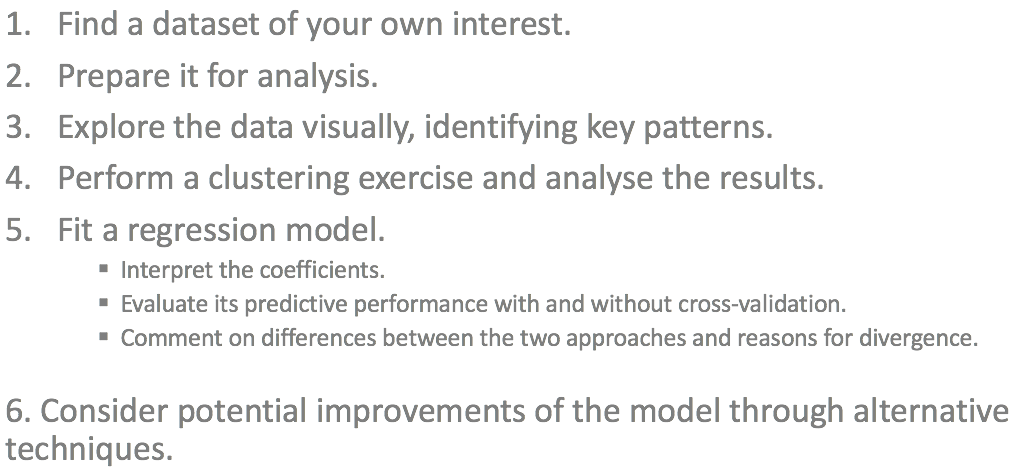 1. Find a dataset of your own interest.
2. Prepare it for analysis.
3. Explore the data visually, identifying key patterns.
4. Perform a clustering exercise and analyse the results.
5. Fit a regression model.
▪ Interpret the coefficients.
▪ Evaluate its predictive performance with and without cross-validation.
▪ Comment on differences between the two approaches and reasons for divergence.
6. Consider potential improvements of the model through alternative
techniques.